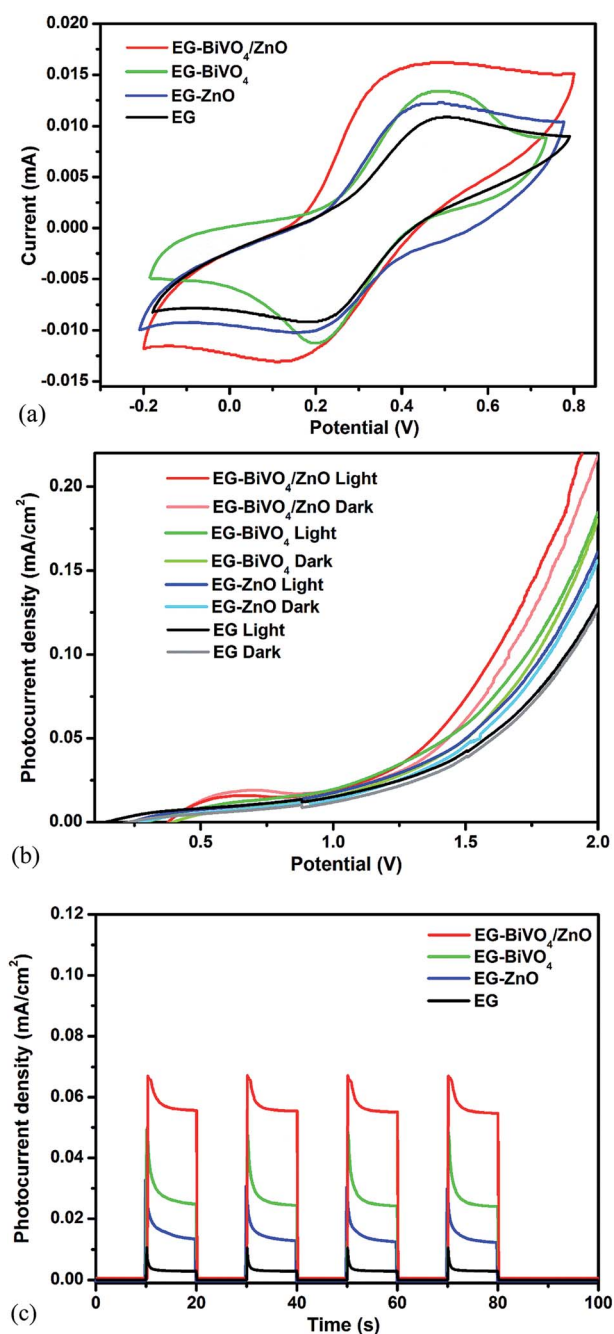 0.020
0.015
0.010
0.005
0.000
-0.005
-0.010
-0.015
Current (mA)
EG-BiVO₄/ZnO
EG-BiVO₄
EG-ZnO
EG
-0.2 0.0 0.2 0.4 0.6 0.8
Potential (V)
(a)
0.20
0.15
0.10
0.05
0.00
Photocurrent density (mA/cm²)
EG-BiVO₄/ZnO Light
EG-BiVO₄/ZnO Dark
EG-BiVO₄ Light
EG-BiVO₄ Dark
EG-ZnO Light
EG-ZnO Dark
EG Light
EG Dark
0.5 1.0 1.5 2.0
Potential (V)
(b)
0.12
0.10
0.08
0.06
0.04
0.02
0.00
Photocurrent density (mA/cm²)
EG-BiVO₄/ZnO
EG-BiVO₄
EG-ZnO
EG
0 20 40 60 80 100
Time (s)
(c)